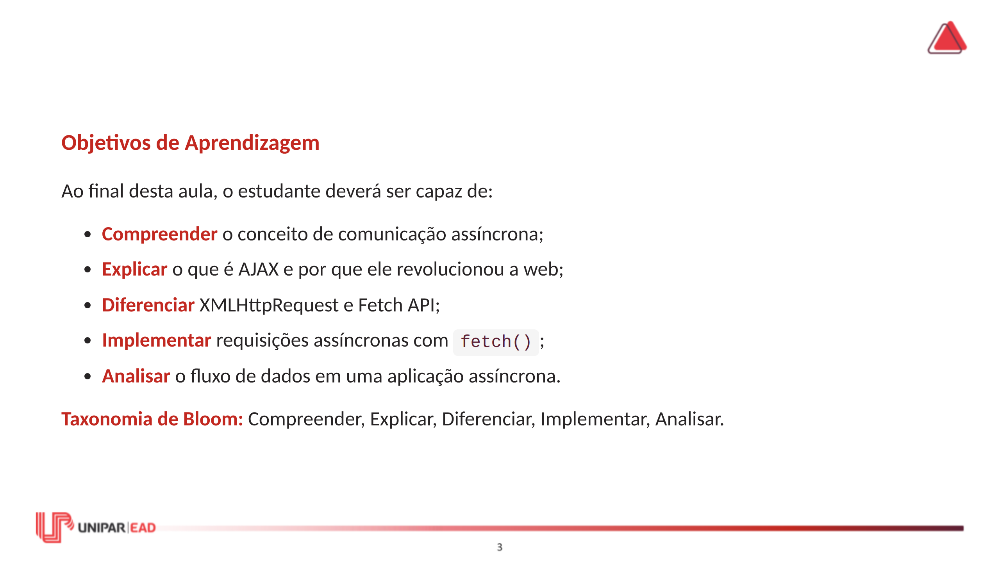 Objetivos de Aprendizagem
Ao final desta aula, o estudante deverá ser capaz de:
• Compreender o conceito de comunicação assíncrona;
• Explicar o que é AJAX e por que ele revolucionou a web;
• Diferenciar XMLHttpRequest e Fetch API;
• Implementar requisições assíncronas com fetch();
• Analisar o fluxo de dados em uma aplicação assíncrona.
Taxonomia de Bloom: Compreender, Explicar, Diferenciar, Implementar, Analisar.
UNIPAR|EAD
3